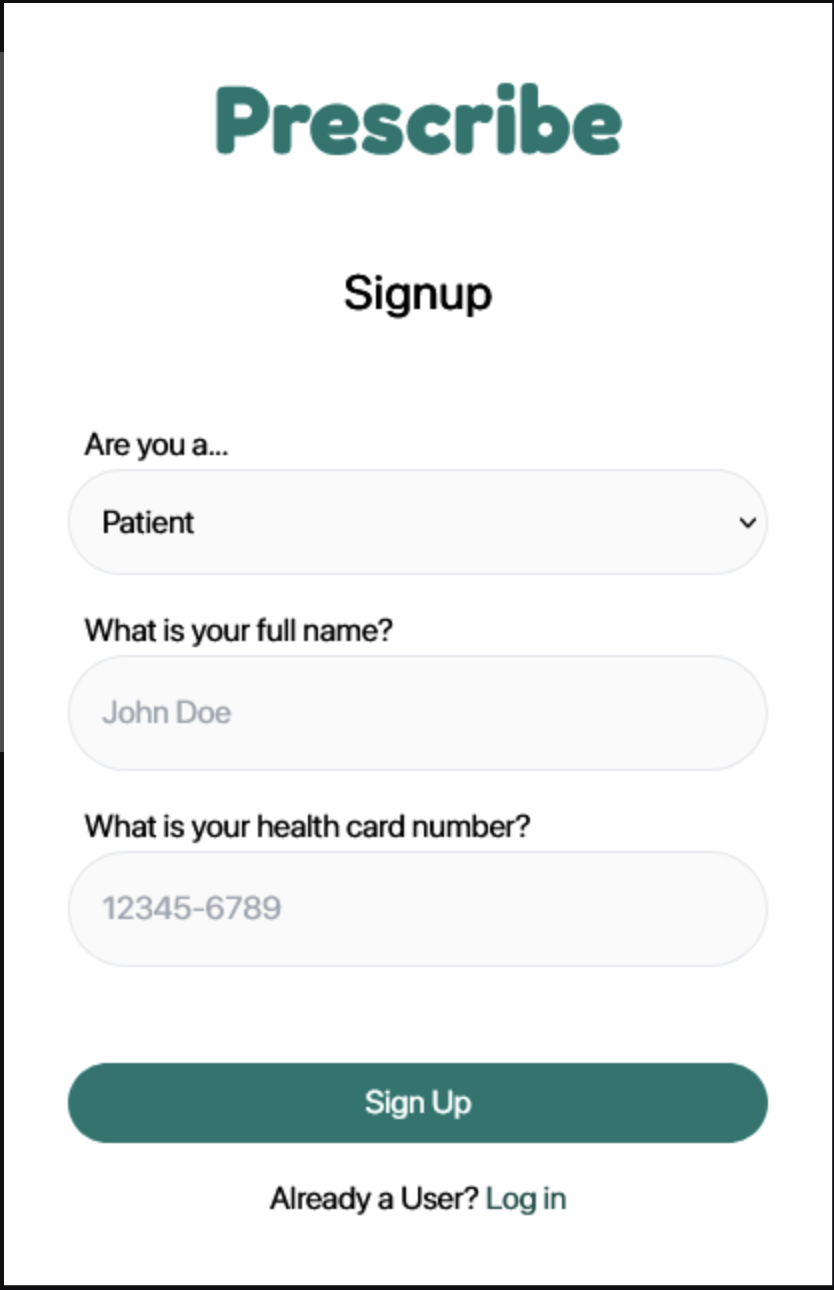 Prescribe
Signup
Are you a...
Patient
What is your full name?
John Doe
What is your health card number?
12345-6789
Sign Up
Already a User? Log in